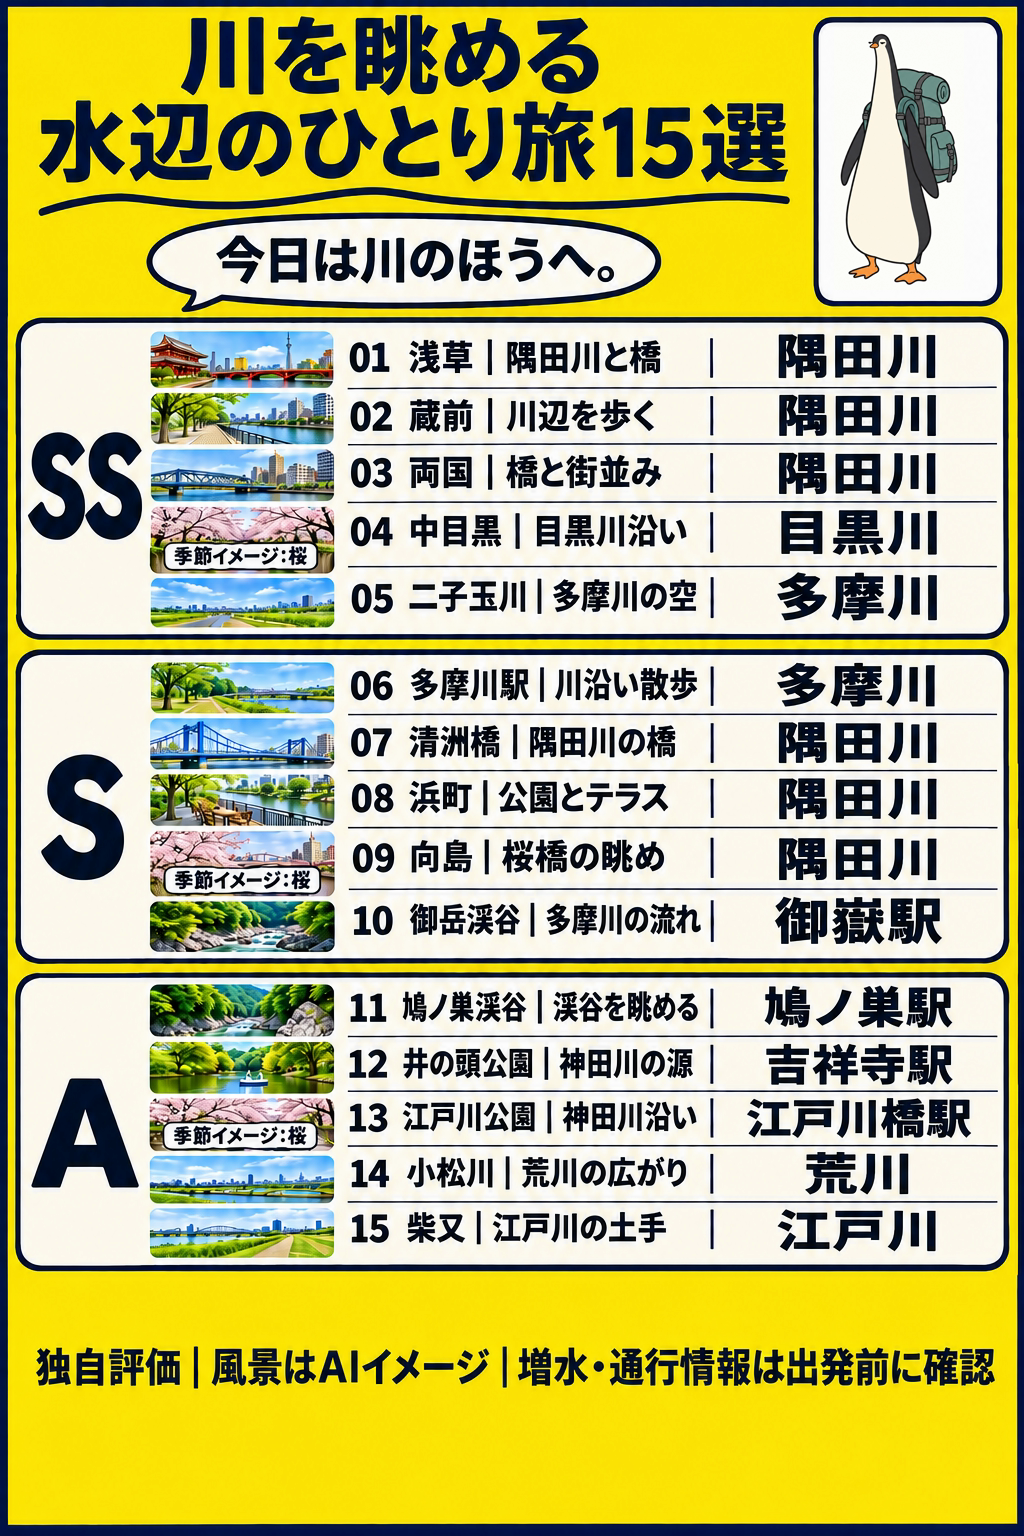 川を眺める
水辺のひとり旅15選
今日は川のほうへ。
SS
01 浅草|隅田川と橋 | 隅田川
02 蔵前|川辺を歩く | 隅田川
03 両国|橋と街並み | 隅田川
季節イメージ:桜
04 中目黒|目黒川沿い | 目黒川
05 二子玉川|多摩川の空 | 多摩川
S
06 多摩川駅|川沿い散歩 | 多摩川
07 清洲橋|隅田川の橋 | 隅田川
08 浜町|公園とテラス | 隅田川
季節イメージ:桜
09 向島|桜橋の眺め | 隅田川
10 御岳渓谷|多摩川の流れ | 御嶽駅
A
11 鳩ノ巣渓谷|渓谷を眺める | 鳩ノ巣駅
12 井の頭公園|神田川の源 | 吉祥寺駅
季節イメージ:桜
13 江戸川公園|神田川沿い | 江戸川橋駅
14 小松川|荒川の広がり | 荒川
15 柴又|江戸川の土手 | 江戸川
独自評価|風景はAIイメージ|増水・通行情報は出発前に確認